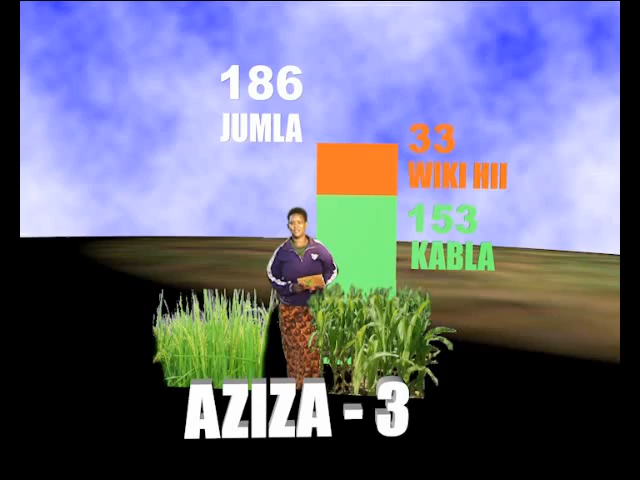 186
JUMLA
33
WIKI HII
153
KABLA
AZIZA - 3